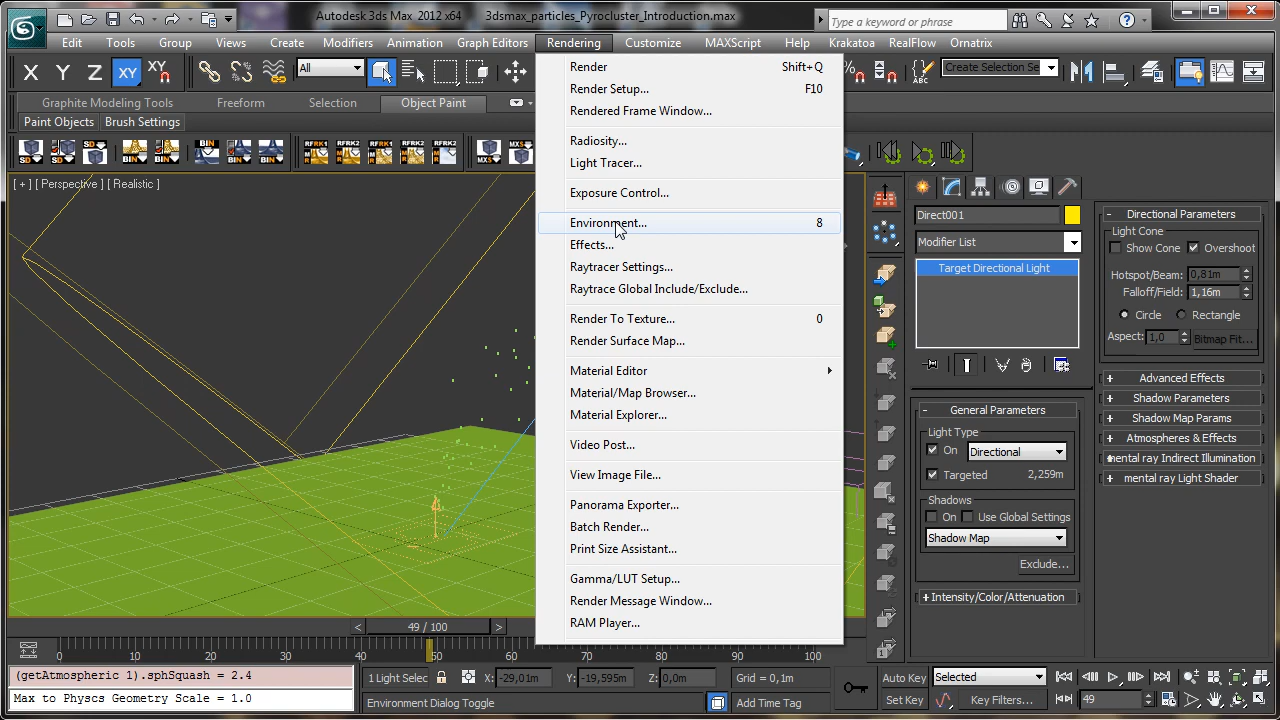 Autodesk 3ds Max 2012 x64 3dsmax_particles_Pyrocluster_Introduction.max Type a keyword or phrase
Edit Tools Group Views Create Modifiers Animation Graph Editors Rendering Customize MAXScript Help Krakatoa RealFlow Ornatrix
X Y Z XY XY All Create Selection Se
Graphite Modeling Tools Freeform Selection Object Paint
Paint Objects Brush Settings
[ + ] [ Perspective ] [ Realistic ]
Render Shift+Q
Render Setup... F10
Rendered Frame Window...
Radiosity...
Light Tracer...
Exposure Control...
Environment... 8
Effects...
Raytracer Settings...
Raytrace Global Include/Exclude...
Render To Texture... 0
Render Surface Map...
Material Editor
Material/Map Browser...
Material Explorer...
Video Post...
View Image File...
Panorama Exporter...
Batch Render...
Print Size Assistant...
Gamma/LUT Setup...
Render Message Window...
RAM Player...
Direct001
Modifier List
Target Directional Light
- General Parameters
Light Type
On Directional
Targeted 2,259m
Shadows
On Use Global Settings
Shadow Map
Exclude...
+ Intensity/Color/Attenuation
- Directional Parameters
Light Cone
Show Cone Overshoot
Hotspot/Beam: 0,81m
Falloff/Field: 1,16m
Circle Rectangle
Aspect: 1,0 Bitmap Fit...
+ Advanced Effects
+ Shadow Parameters
+ Shadow Map Params
+ Atmospheres & Effects
mental ray Indirect Illumination
+ mental ray Light Shader
< 49 / 100 >
0 10 20 30 40 50 60 70 80 90 100
(getAtmospheric 1).sphSquash = 2.4
Max to Physcs Geometry Scale = 1.0
1 Light Selec X: -29,01m Y: -19,595m Z: 0,0m Grid = 0,1m
Environment Dialog Toggle Add Time Tag
Auto Key Selected
Set Key Key Filters... 49